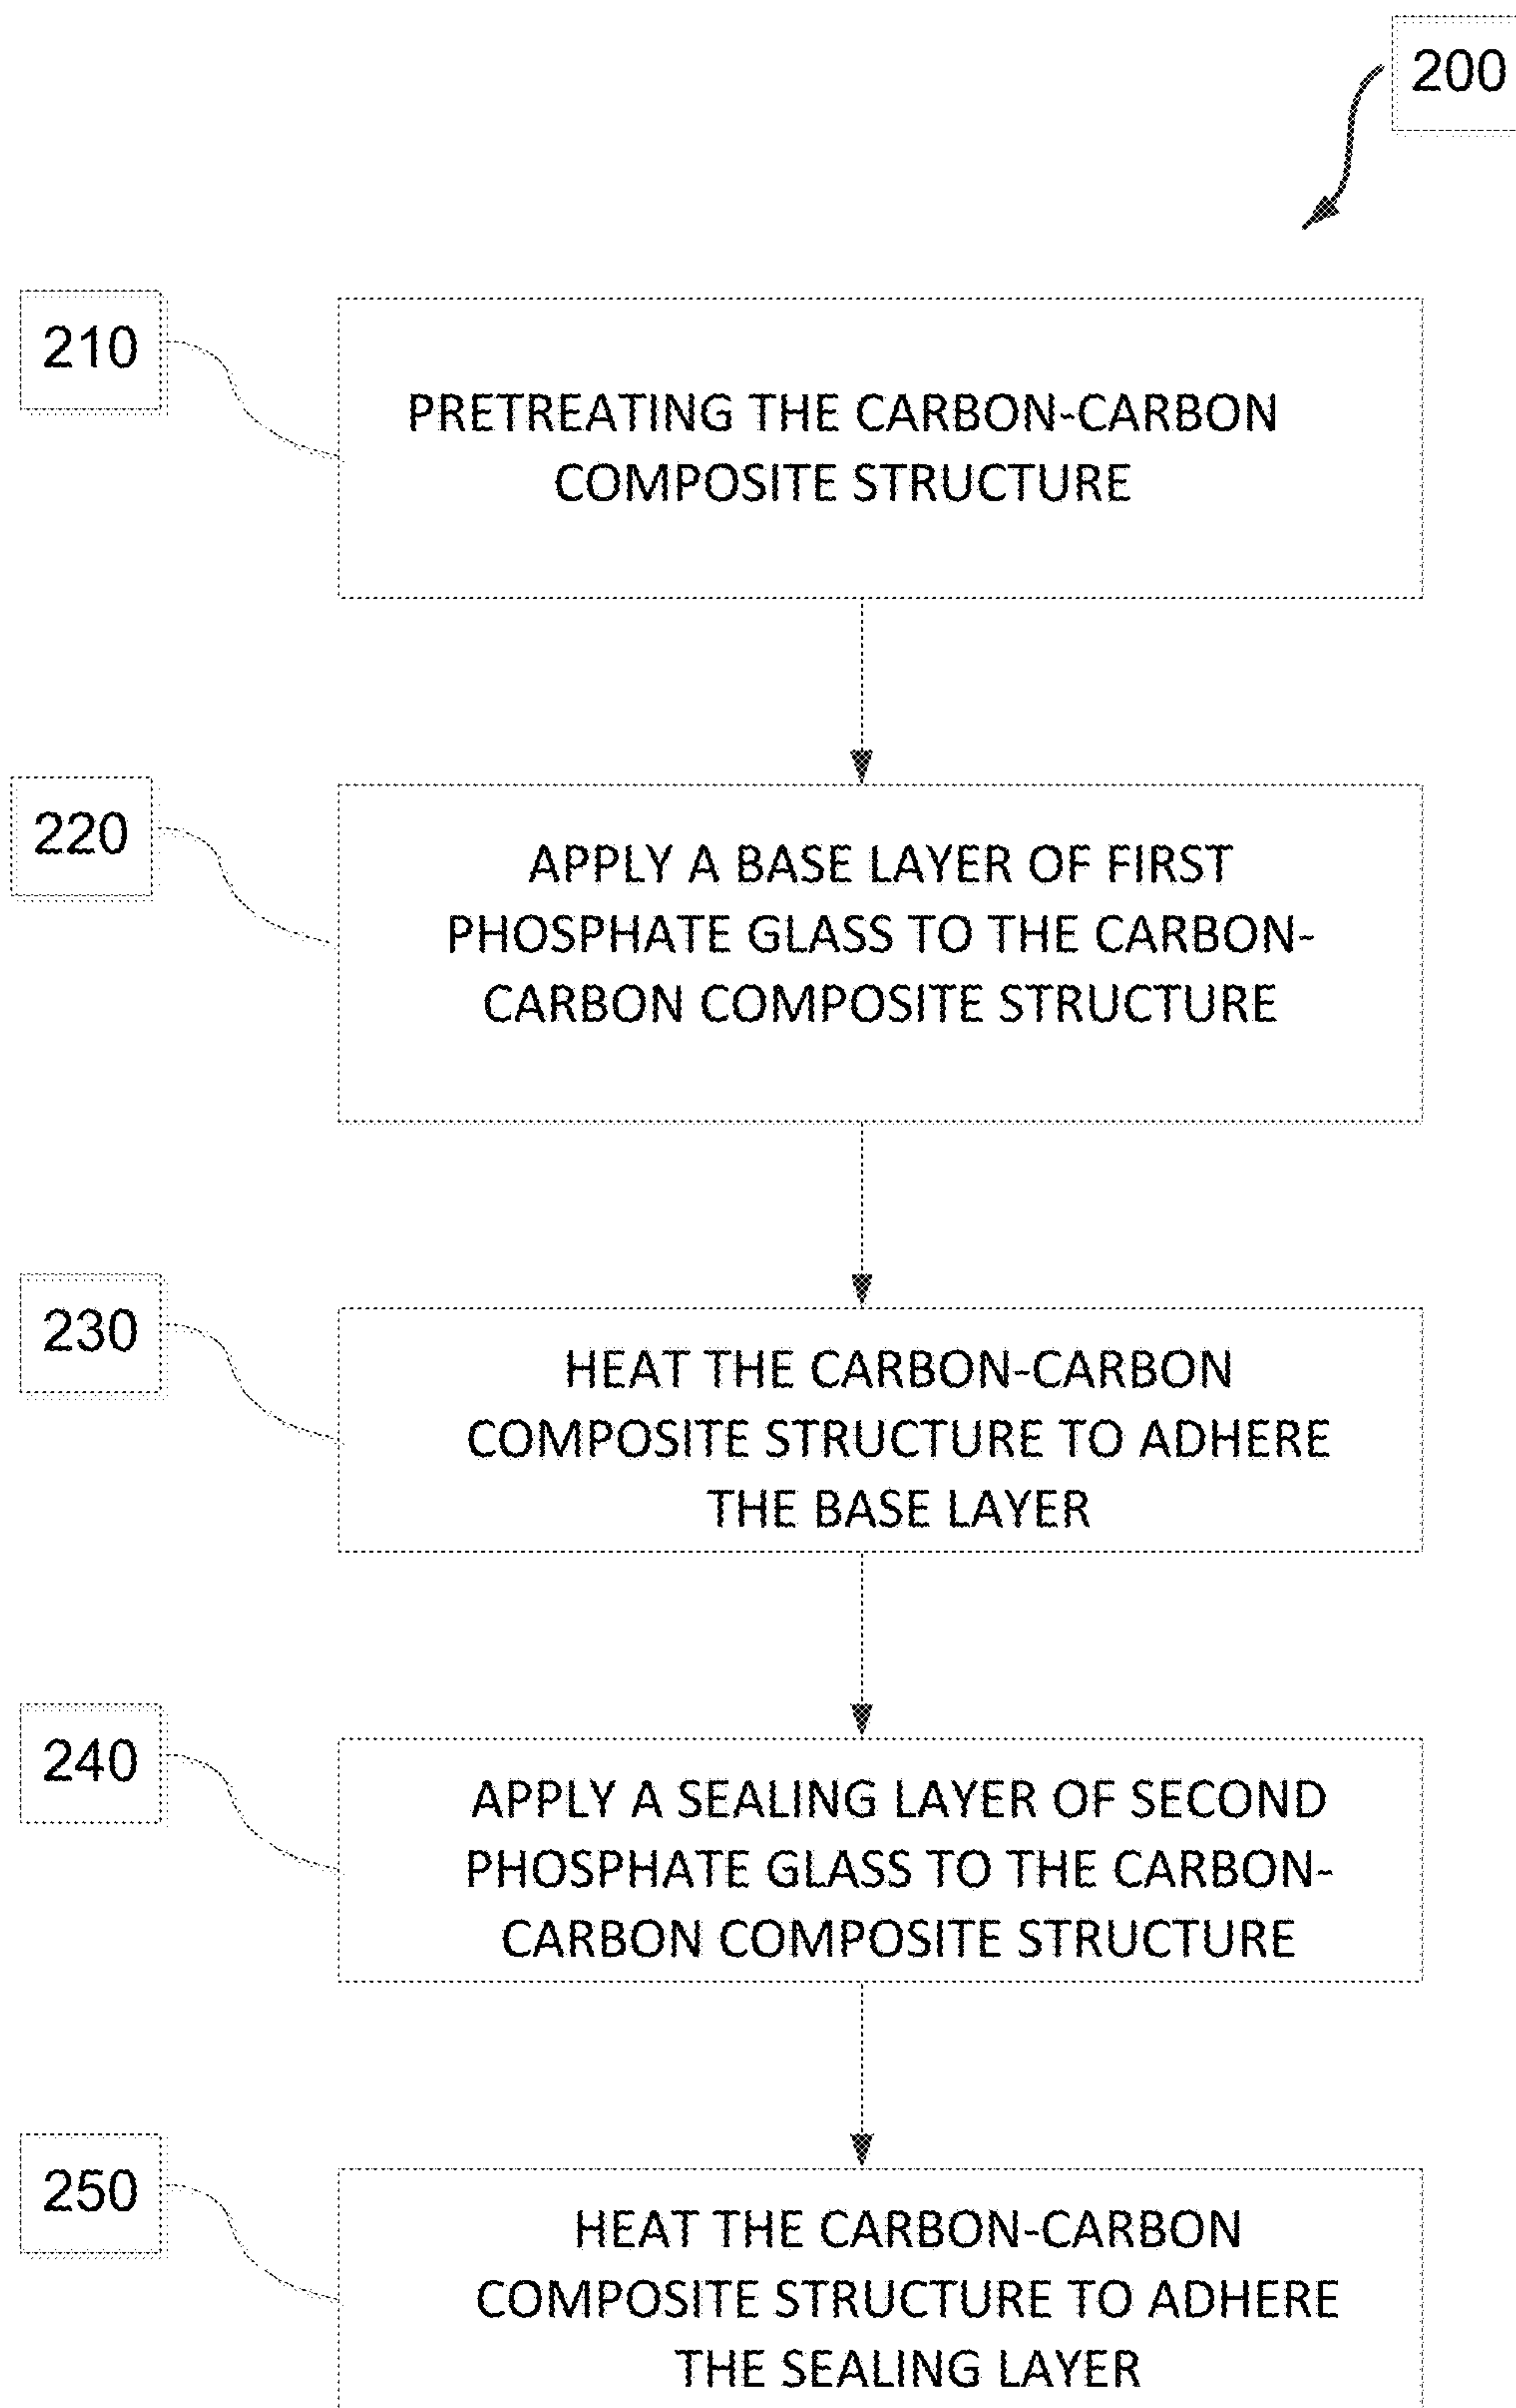 200
210
PRETREATING THE CARBON-CARBON
COMPOSITE STRUCTURE
220
APPLY A BASE LAYER OF FIRST
PHOSPHATE GLASS TO THE CARBON-
CARBON COMPOSITE STRUCTURE
230
HEAT THE CARBON-CARBON
COMPOSITE STRUCTURE TO ADHERE
THE BASE LAYER
240
APPLY A SEALING LAYER OF SECOND
PHOSPHATE GLASS TO THE CARBON-
CARBON COMPOSITE STRUCTURE
250
HEAT THE CARBON-CARBON
COMPOSITE STRUCTURE TO ADHERE
THE SEALING LAYER